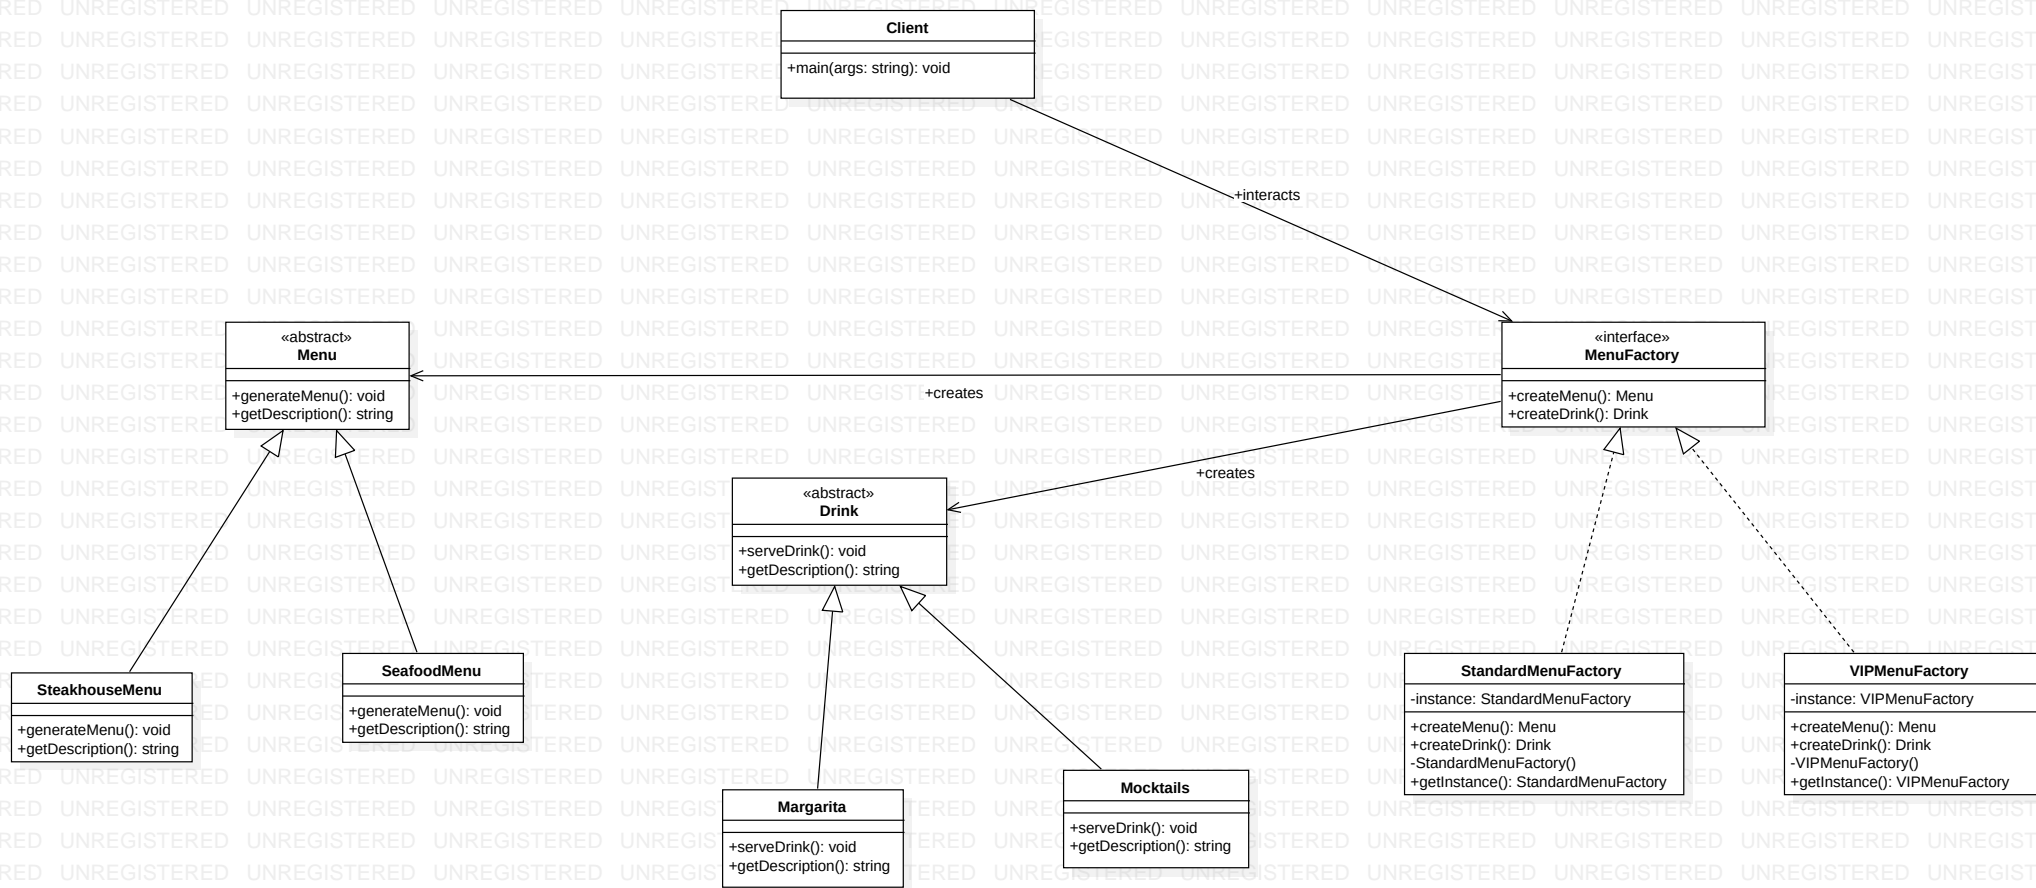 Client
+main(args: string): void
+interacts
«abstract»
Menu
+generateMenu(): void
+getDescription(): string
«interface»
MenuFactory
+createMenu(): Menu
+createDrink(): Drink
+creates
+creates
«abstract»
Drink
+serveDrink(): void
+getDescription(): string
SteakhouseMenu
+generateMenu(): void
+getDescription(): string
SeafoodMenu
+generateMenu(): void
+getDescription(): string
Margarita
+serveDrink(): void
+getDescription(): string
Mocktails
+serveDrink(): void
+getDescription(): string
StandardMenuFactory
-instance: StandardMenuFactory
+createMenu(): Menu
+createDrink(): Drink
-StandardMenuFactory()
+getInstance(): StandardMenuFactory
VIPMenuFactory
-instance: VIPMenuFactory
+createMenu(): Menu
+createDrink(): Drink
-VIPMenuFactory()
+getInstance(): VIPMenuFactory
UNREGISTERED